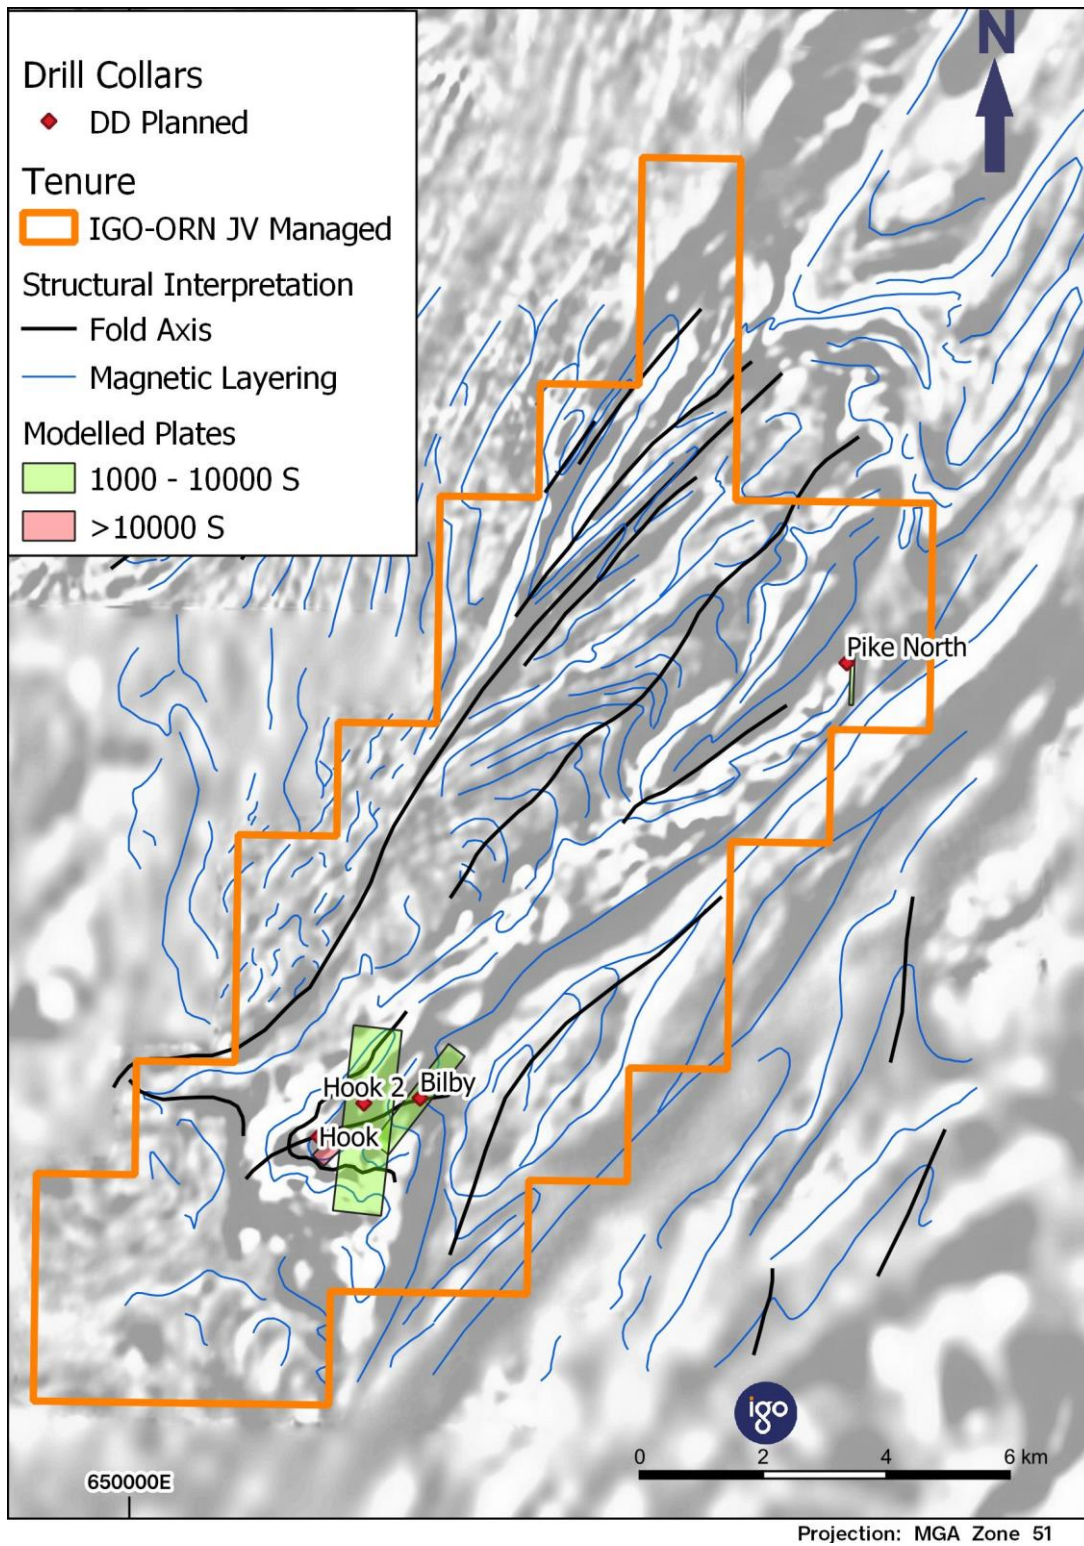 Drill Collars
DD Planned
Tenure
IGO-ORN JV Managed
Structural Interpretation
Fold Axis
Magnetic Layering
Modelled Plates
1000 - 10000 S
>10000 S
N
Pike North
Hook 2
Bilby
Hook
igo
0 2 4 6 km
650000E
Projection: MGA Zone 51